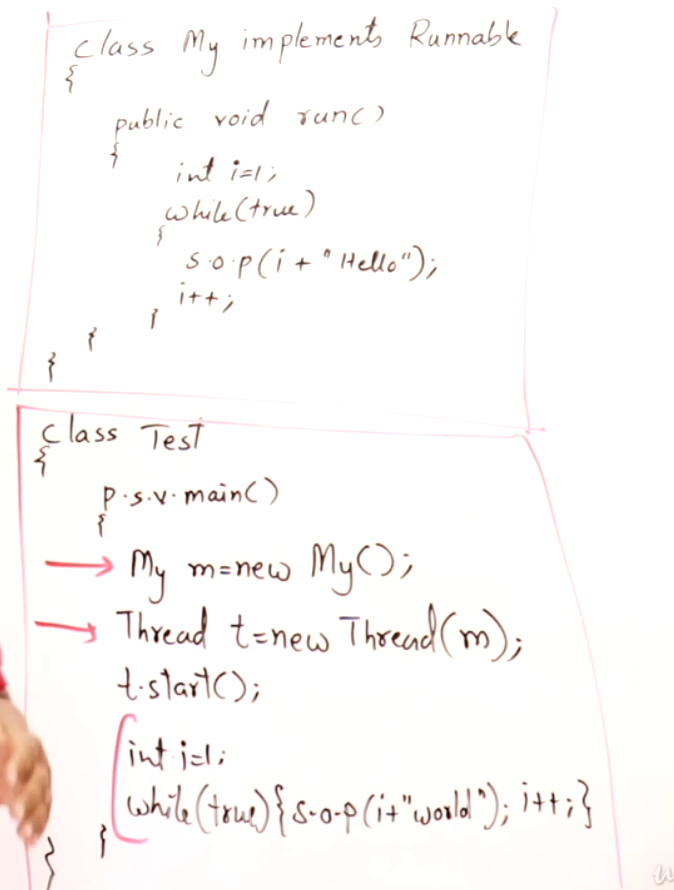 class My implements Runnable
{
public void run()
{
int i=1;
while(true)
{
s.o.p(i + "Hello");
i++;
}
}
}
class Test
{
p.s.v.main()
{
My m=new My();
Thread t=new Thread(m);
t.start();
int i=1;
while(true){s.o.p(i+"world"); i++;}
}
}